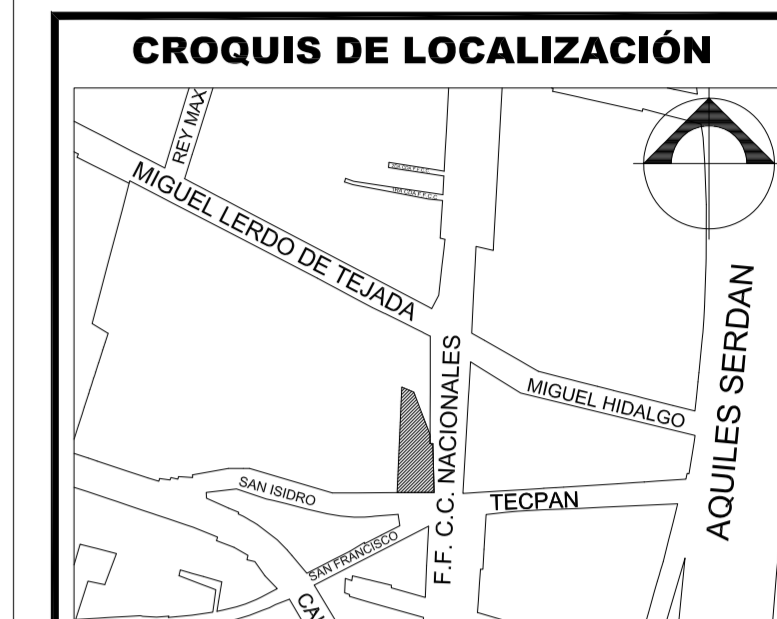 CROQUIS DE LOCALIZACIÓN
REY MAX
MIGUEL LERDO DE TEJADA
AQUILES SERDAN
F.F. C.C. NACIONALES
MIGUEL HIDALGO
SAN ISIDRO
TECPAN
SAN FRANCISCO